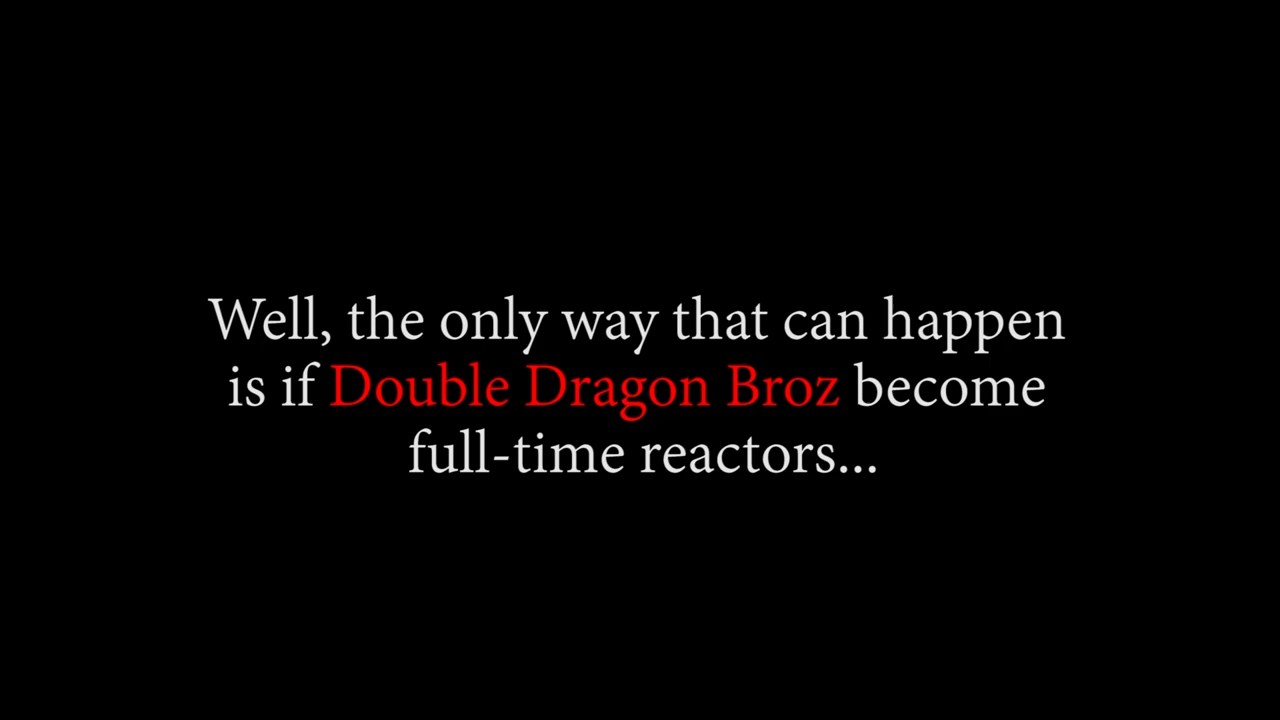 Well, the only way that can happen
is if Double Dragon Broz become
full-time reactors...